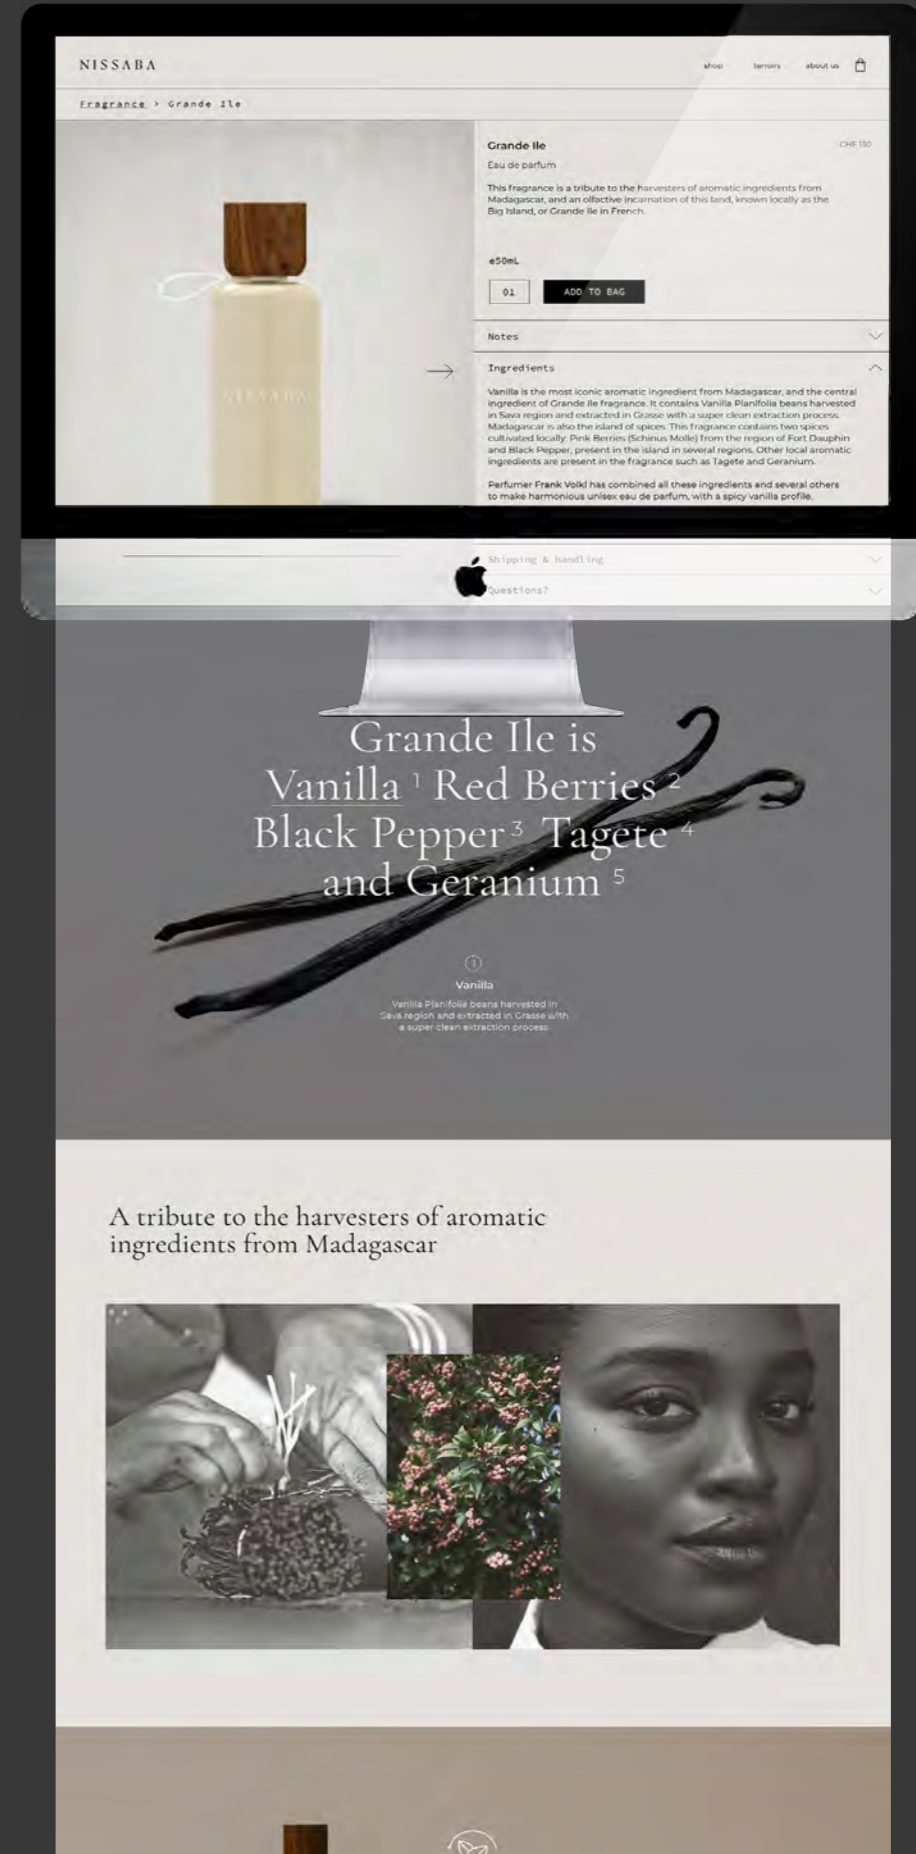 NISSABA
shop terroirs about us
Fragrance > Grande Ile
Grande Ile
CHF 130
Eau de parfum
This fragrance is a tribute to the harvesters of aromatic ingredients from
Madagascar, and an olfactive incarnation of this land, known locally as the
Big Island, or Grande Ile in French.
e50mL
01 ADD TO BAG
Notes
Ingredients
Vanilla is the most iconic aromatic ingredient from Madagascar, and the central
ingredient of Grande Ile fragrance. It contains Vanilla Planifolia beans harvested
in Sava region and extracted in Grasse with a super clean extraction process.
Madagascar is also the island of spices. This fragrance contains two spices
cultivated locally: Pink Berries (Schinus Molle) from the region of Fort Dauphin
and Black Pepper, present in the island in several regions. Other local aromatic
ingredients are present in the fragrance such as Tagete and Geranium.
Perfumer Frank Volkl has combined all these ingredients and several others
to make harmonious unisex eau de parfum, with a spicy vanilla profile.
NISSABA
Shipping & handling
Questions?
Grande Ile is
Vanilla 1 Red Berries 2
Black Pepper 3 Tagete 4
and Geranium 5
1
Vanilla
Vanilla Planifolia beans harvested in
Sava region and extracted in Grasse with
a super clean extraction process.
A tribute to the harvesters of aromatic
ingredients from Madagascar